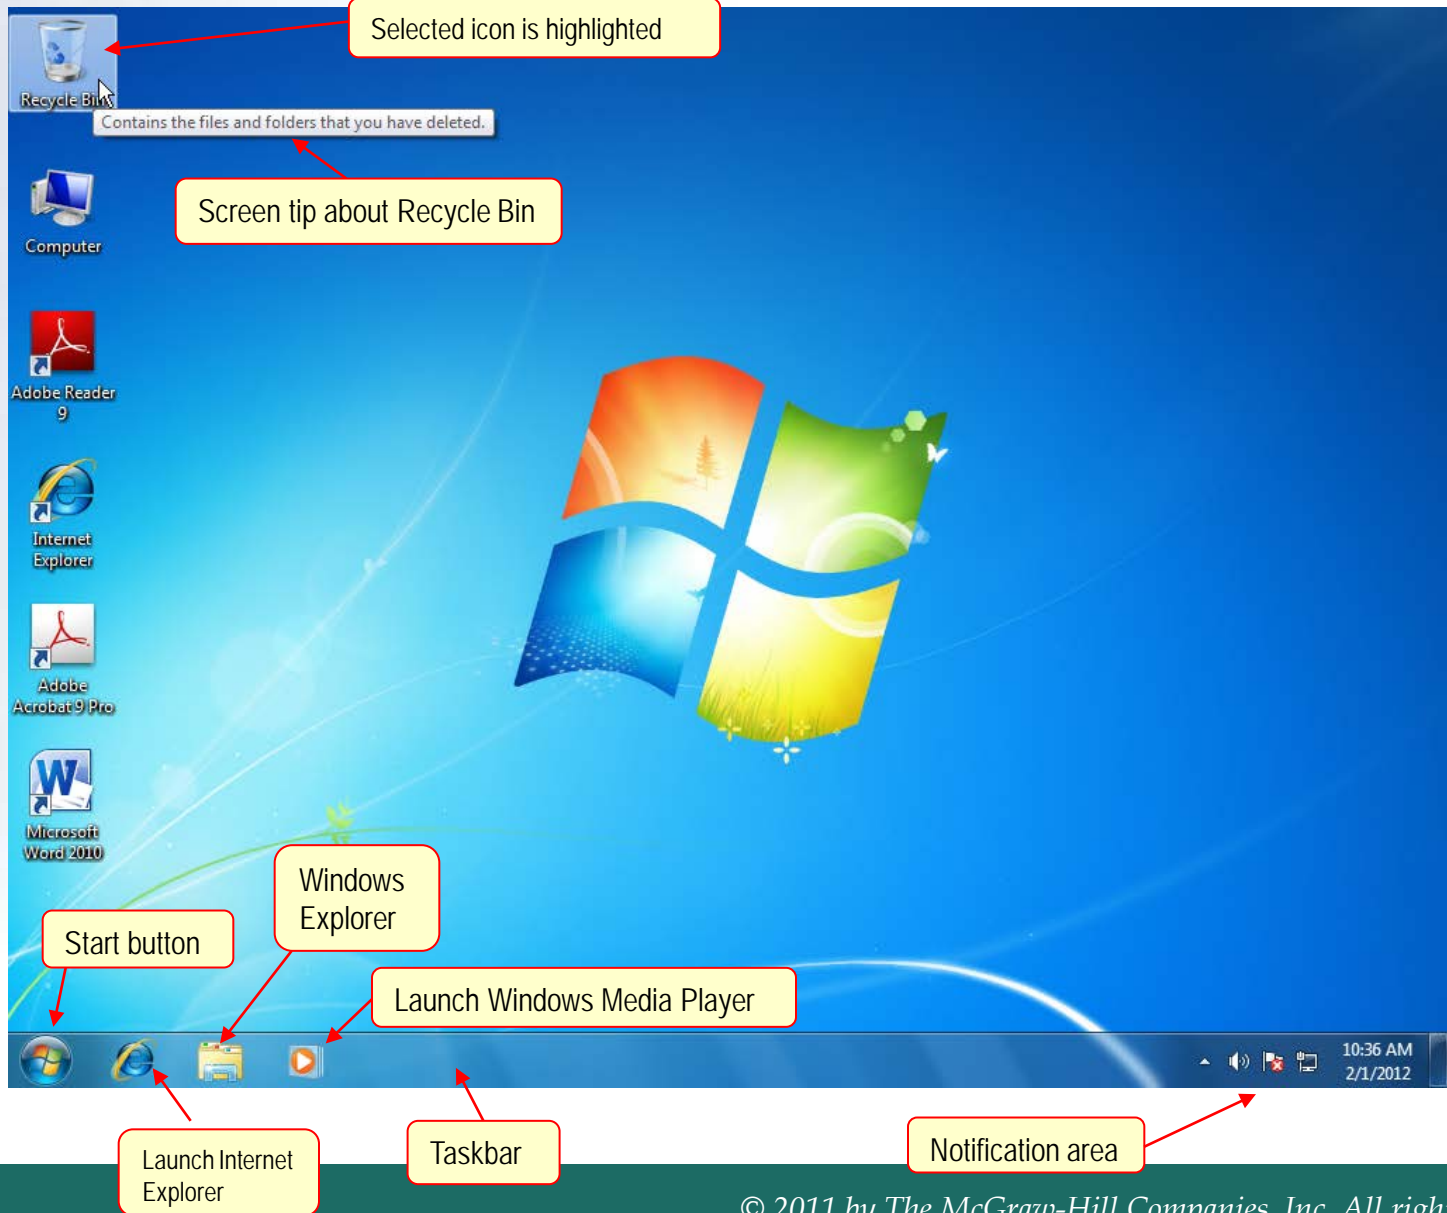 Selected icon is highlighted
Recycle Bin
Contains the files and folders that you have deleted.
Screen tip about Recycle Bin
Computer
Adobe Reader
9
Internet
Explorer
Adobe
Acrobat 9 Pro
Microsoft
Word 2010
Windows
Explorer
Start button
Launch Windows Media Player
10:36 AM
2/1/2012
Launch Internet
Explorer
Taskbar
Notification area
© 2011 by The McGraw-Hill Companies, Inc. All righ